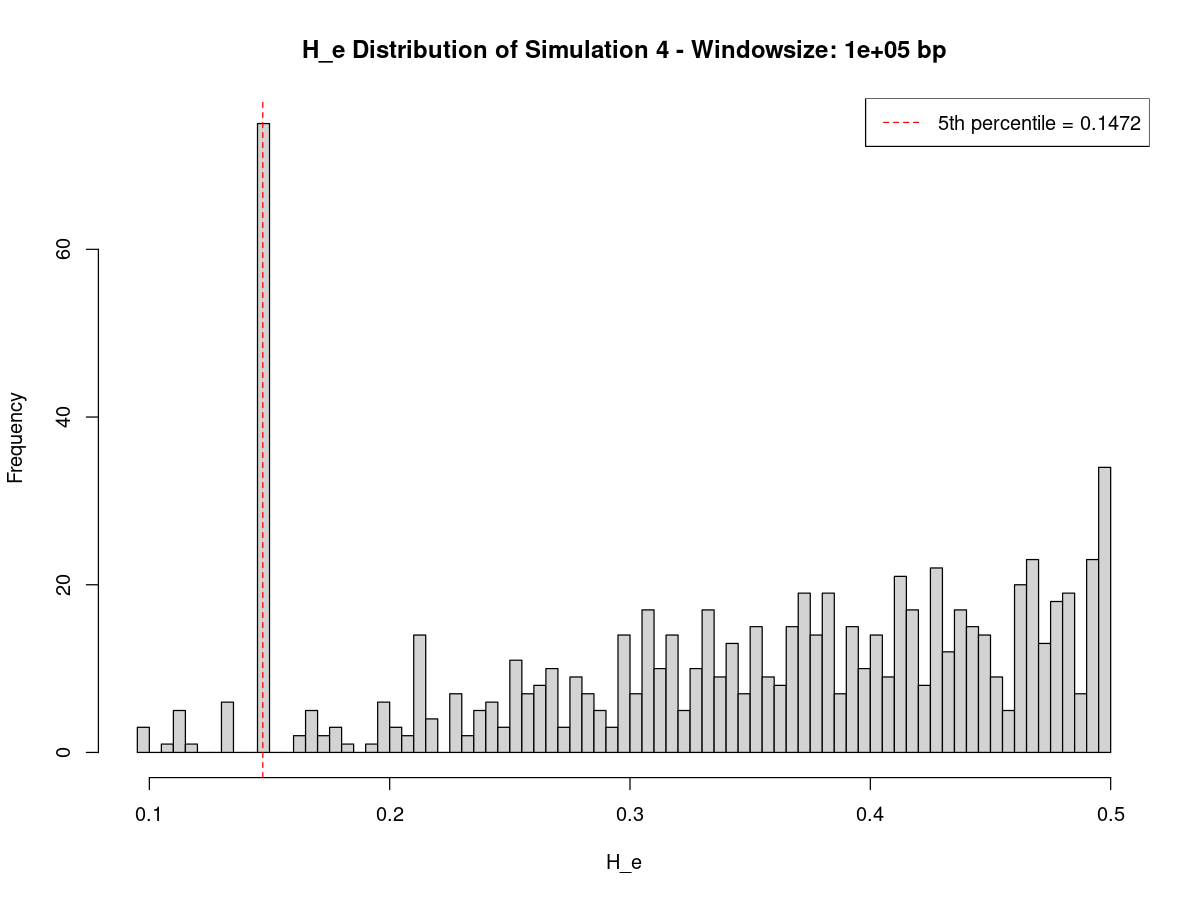 H_e Distribution of Simulation 4 - Windowsize: 1e+05 bp
5th percentile = 0.1472
Frequency
60
40
20
0
0.1 0.2 0.3 0.4 0.5
H_e